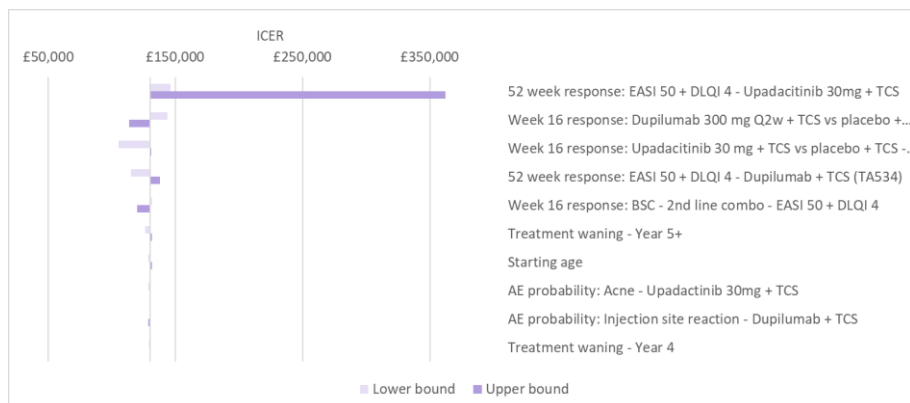 ICER
£50,000 £150,000 £250,000 £350,000
52 week response: EASI 50 + DLQI 4 - Upadacitinib 30mg + TCS
Week 16 response: Dupilumab 300 mg Q2w + TCS vs placebo +...
Week 16 response: Upadacitinib 30 mg + TCS vs placebo + TCS -...
52 week response: EASI 50 + DLQI 4 - Dupilumab + TCS (TA534)
Week 16 response: BSC - 2nd line combo - EASI 50 + DLQI 4
Treatment waning - Year 5+
Starting age
AE probability: Acne - Upadactinib 30mg + TCS
AE probability: Injection site reaction - Dupilumab + TCS
Treatment waning - Year 4
Lower bound Upper bound